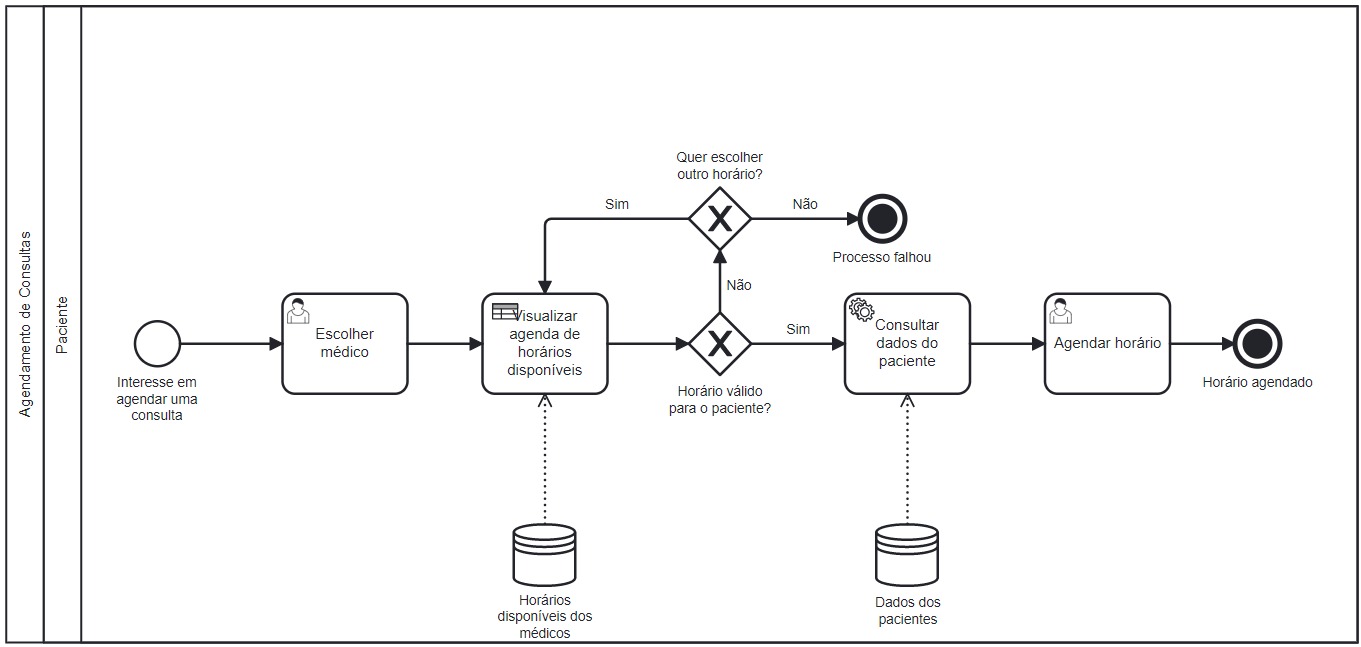 Agendamento de Consultas
Paciente
Interesse em
agendar uma
consulta
Escolher
médico
Visualizar
agenda de
horários
disponíveis
Horários
disponíveis dos
médicos
Quer escolher
outro horário?
Sim
Não
Processo falhou
Não
Horário válido
para o paciente?
Sim
Consultar
dados do
paciente
Dados dos
pacientes
Agendar horário
Horário agendado